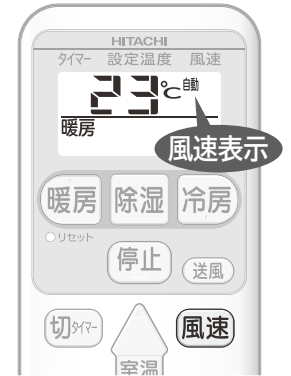 HITACHI
タイマー 設定温度 風速
23℃ 自動
暖房
風速表示
暖房 除湿 冷房
リセット
停止 送風
切タイマー 風速
室温